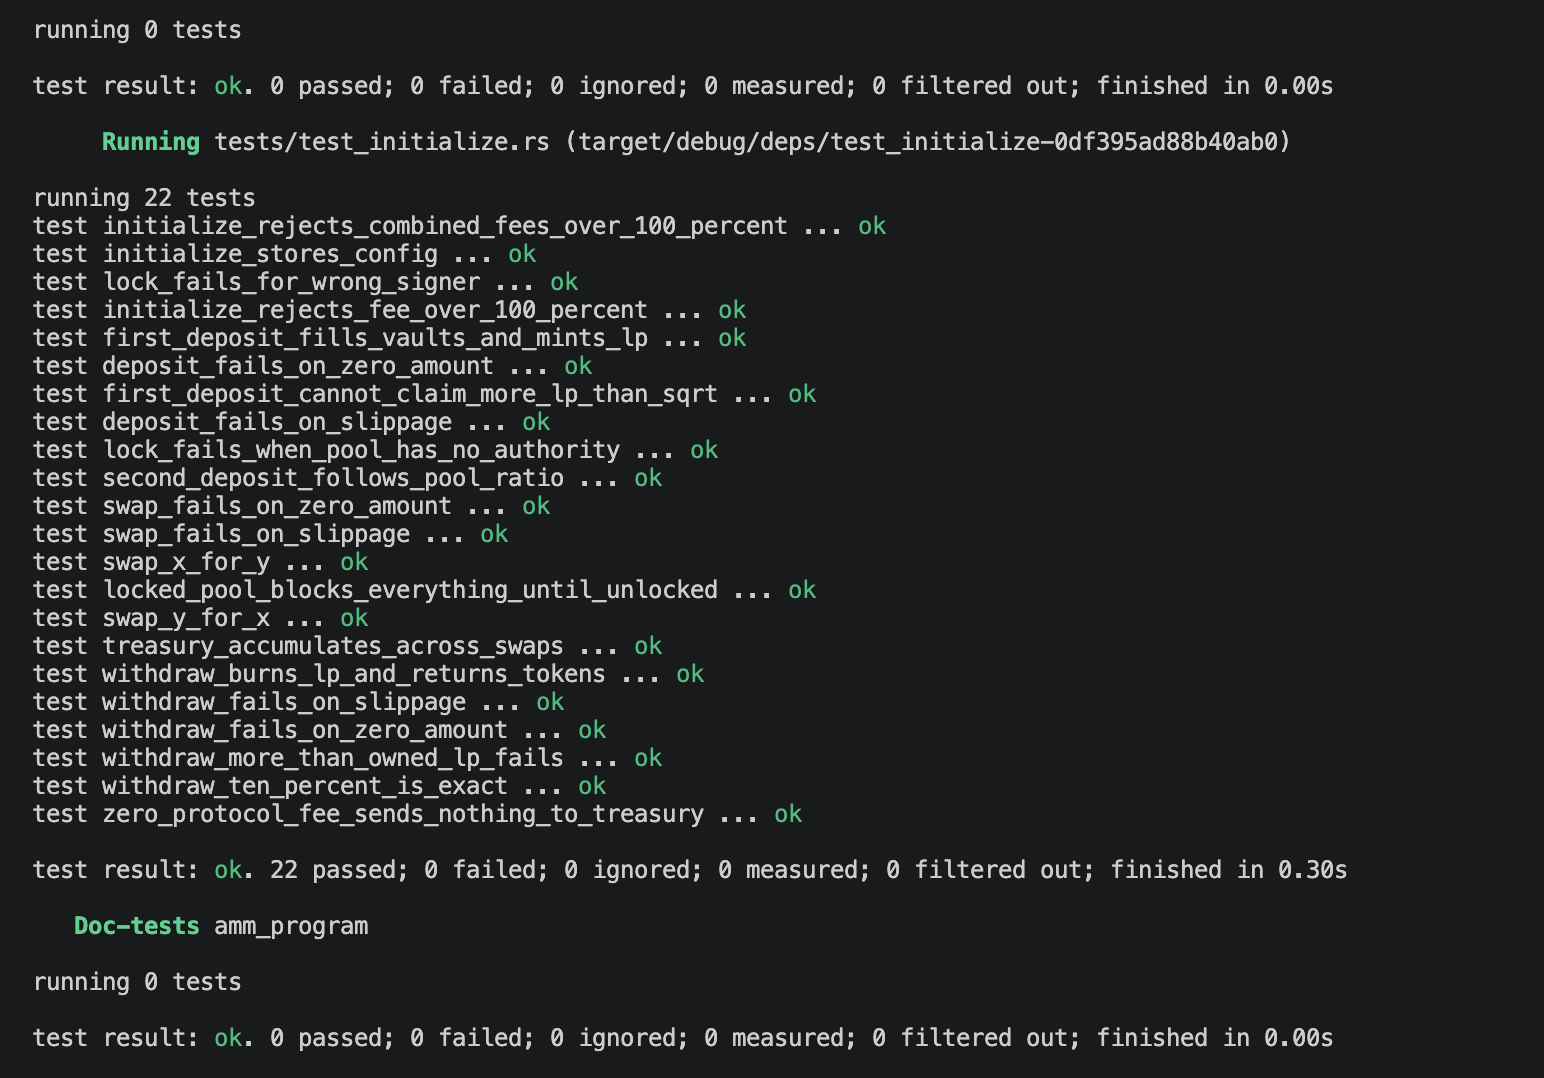 running 0 tests
test result: ok. 0 passed; 0 failed; 0 ignored; 0 measured; 0 filtered out; finished in 0.00s
Running tests/test_initialize.rs (target/debug/deps/test_initialize-0df395ad88b40ab0)
running 22 tests
test initialize_rejects_combined_fees_over_100_percent ... ok
test initialize_stores_config ... ok
test lock_fails_for_wrong_signer ... ok
test initialize_rejects_fee_over_100_percent ... ok
test first_deposit_fills_vaults_and_mints_lp ... ok
test deposit_fails_on_zero_amount ... ok
test first_deposit_cannot_claim_more_lp_than_sqrt ... ok
test deposit_fails_on_slippage ... ok
test lock_fails_when_pool_has_no_authority ... ok
test second_deposit_follows_pool_ratio ... ok
test swap_fails_on_zero_amount ... ok
test swap_fails_on_slippage ... ok
test swap_x_for_y ... ok
test locked_pool_blocks_everything_until_unlocked ... ok
test swap_y_for_x ... ok
test treasury_accumulates_across_swaps ... ok
test withdraw_burns_lp_and_returns_tokens ... ok
test withdraw_fails_on_slippage ... ok
test withdraw_fails_on_zero_amount ... ok
test withdraw_more_than_owned_lp_fails ... ok
test withdraw_ten_percent_is_exact ... ok
test zero_protocol_fee_sends_nothing_to_treasury ... ok
test result: ok. 22 passed; 0 failed; 0 ignored; 0 measured; 0 filtered out; finished in 0.30s
Doc-tests amm_program
running 0 tests
test result: ok. 0 passed; 0 failed; 0 ignored; 0 measured; 0 filtered out; finished in 0.00s